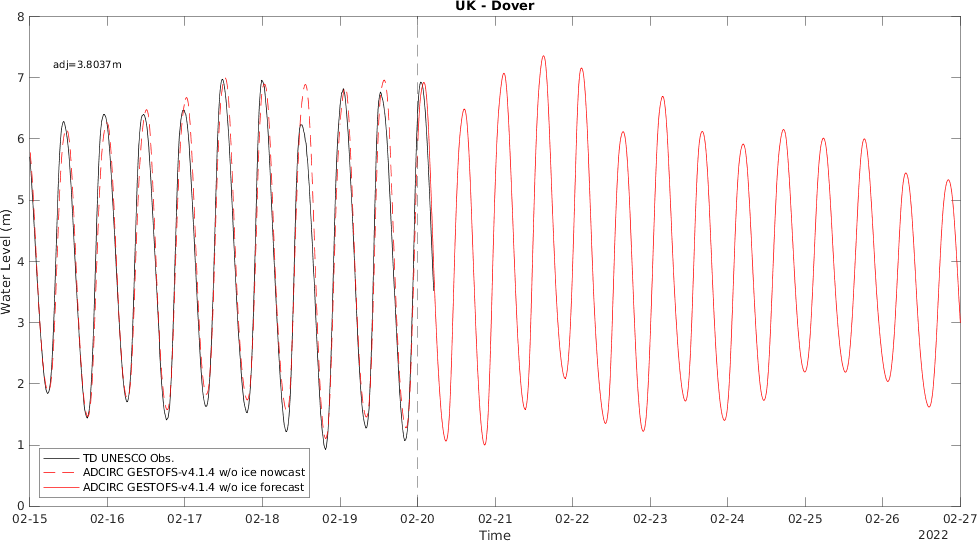 UK - Dover
8
7
6
5
4
3
2
1
0
adj=3.8037m
Water Level (m)
TD UNESCO Obs.
ADCIRC GESTOFS-v4.1.4 w/o ice nowcast
ADCIRC GESTOFS-v4.1.4 w/o ice forecast
02-15 02-16 02-17 02-18 02-19 02-20 02-21 02-22 02-23 02-24 02-25 02-26 02-27
Time
2022